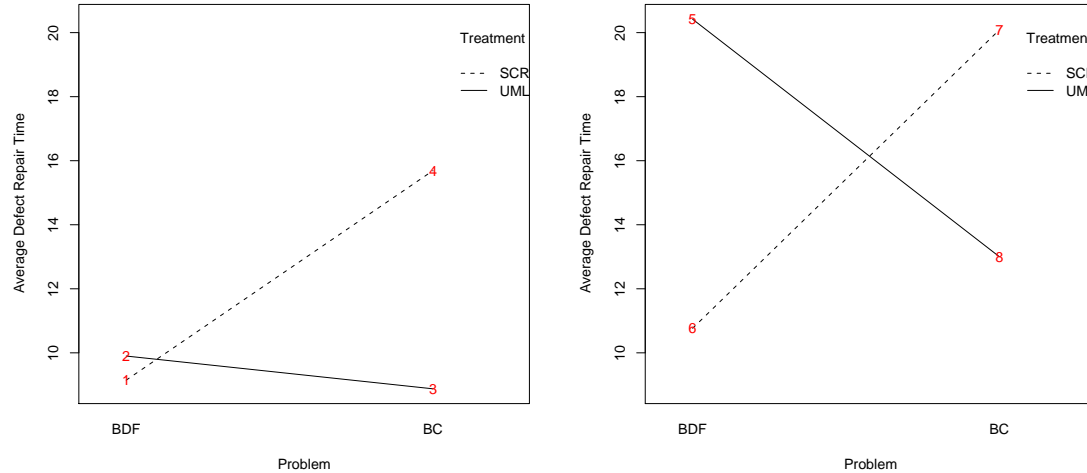 20
18
16
14
12
10
Average Defect Repair Time
Treatment
SCR
UML
4
2
1
3
BDF
BC
Problem
20
18
16
14
12
10
Average Defect Repair Time
Treatment
SCR
UML
5
7
8
6
BDF
BC
Problem